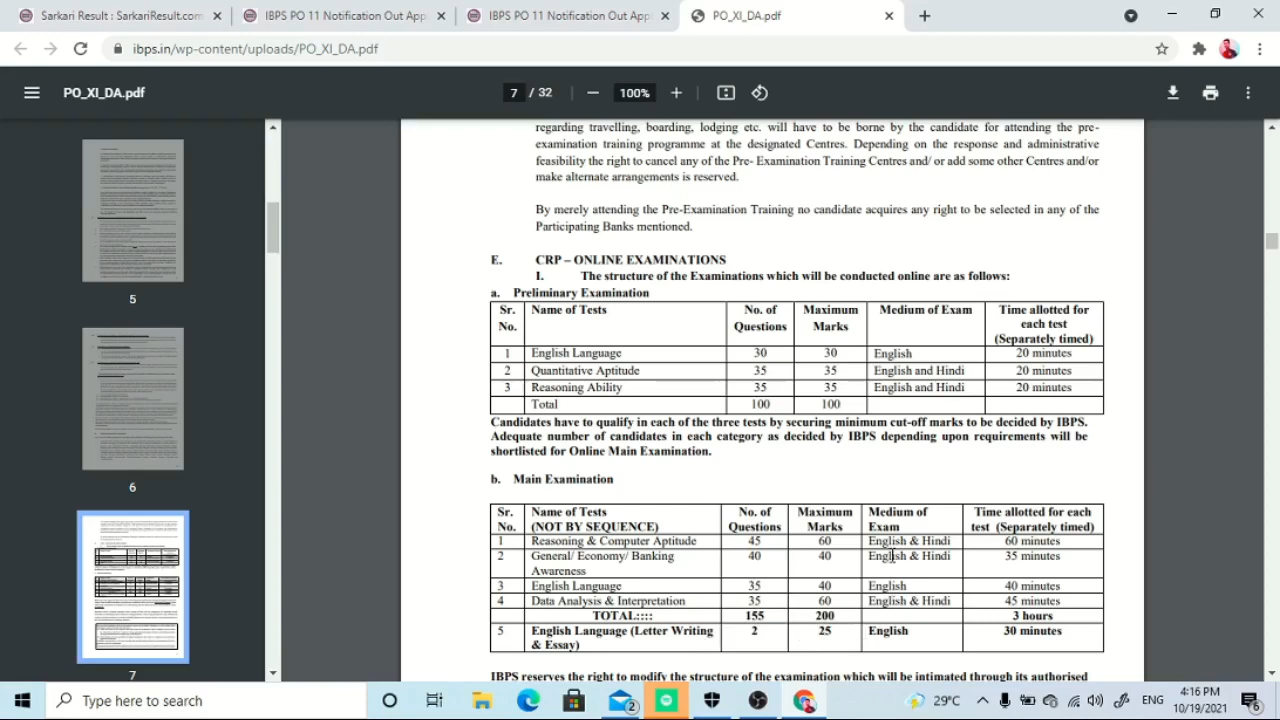 Sarkari Result : SarkariResult.com
IBPS PO 11 Notification Out App
IBPS PO 11 Notification Out App
PO_XI_DA.pdf
ibps.in/wp-content/uploads/PO_XI_DA.pdf
PO_XI_DA.pdf
7 / 32
100%
5
6
7
regarding travelling, boarding, lodging etc. will have to be borne by the candidate for attending the pre-
examination training programme at the designated Centres. Depending on the response and administrative
feasibility the right to cancel any of the Pre- Examination Training Centres and/ or add some other Centres and/or
make alternate arrangements is reserved.
By merely attending the Pre-Examination Training no candidate acquires any right to be selected in any of the
Participating Banks mentioned.
E. CRP – ONLINE EXAMINATIONS
I. The structure of the Examinations which will be conducted online are as follows:
a. Preliminary Examination
Sr. No. Name of Tests No. of Questions Maximum Marks Medium of Exam Time allotted for each test (Separately timed)
1 English Language 30 30 English 20 minutes
2 Quantitative Aptitude 35 35 English and Hindi 20 minutes
3 Reasoning Ability 35 35 English and Hindi 20 minutes
Total 100 100
Candidates have to qualify in each of the three tests by securing minimum cut-off marks to be decided by IBPS.
Adequate number of candidates in each category as decided by IBPS depending upon requirements will be
shortlisted for Online Main Examination.
b. Main Examination
Sr. No. Name of Tests (NOT BY SEQUENCE) No. of Questions Maximum Marks Medium of Exam Time allotted for each test (Separately timed)
1 Reasoning & Computer Aptitude 45 60 English & Hindi 60 minutes
2 General/ Economy/ Banking Awareness 40 40 English & Hindi 35 minutes
3 English Language 35 40 English 40 minutes
4 Data Analysis & Interpretation 35 60 English & Hindi 45 minutes
TOTAL:::: 155 200 3 hours
5 English Language (Letter Writing & Essay) 2 25 English 30 minutes
IBPS reserves the right to modify the structure of the examination which will be intimated through its authorised
Type here to search
2
29°C
ENG
4:16 PM
10/19/2021
6